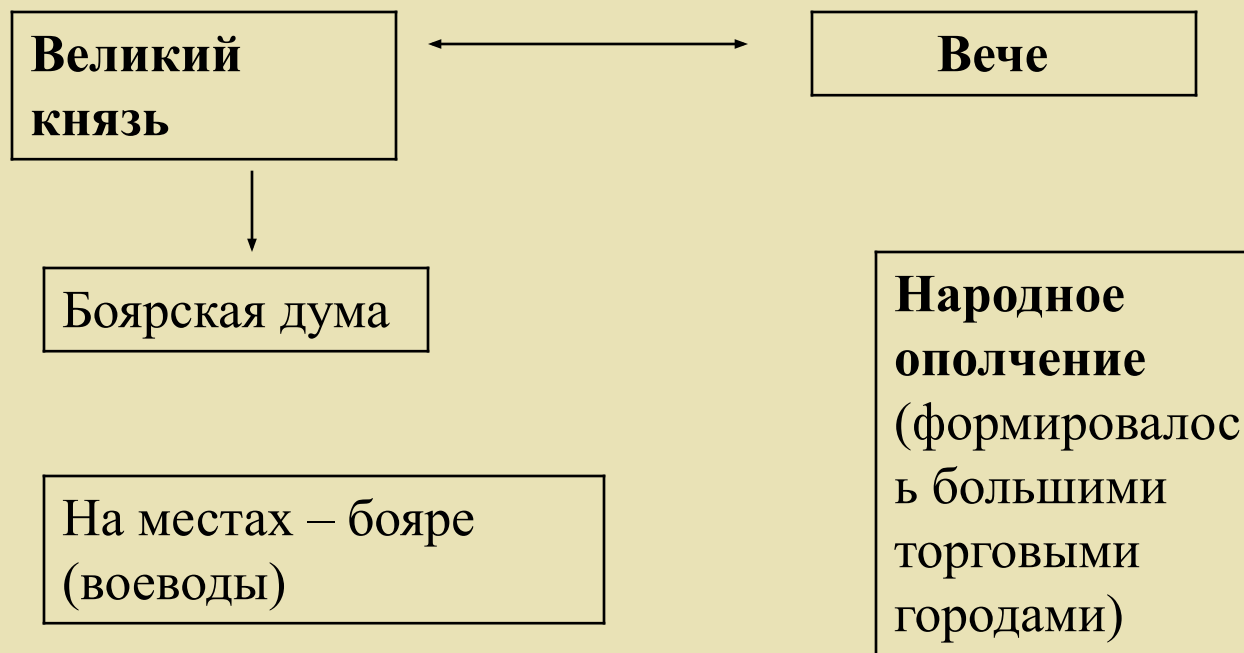 Великий
князь
Вече
Боярская дума
Народное
ополчение
(формировалос
ь большими
торговыми
городами)
На местах – бояре
(воеводы)